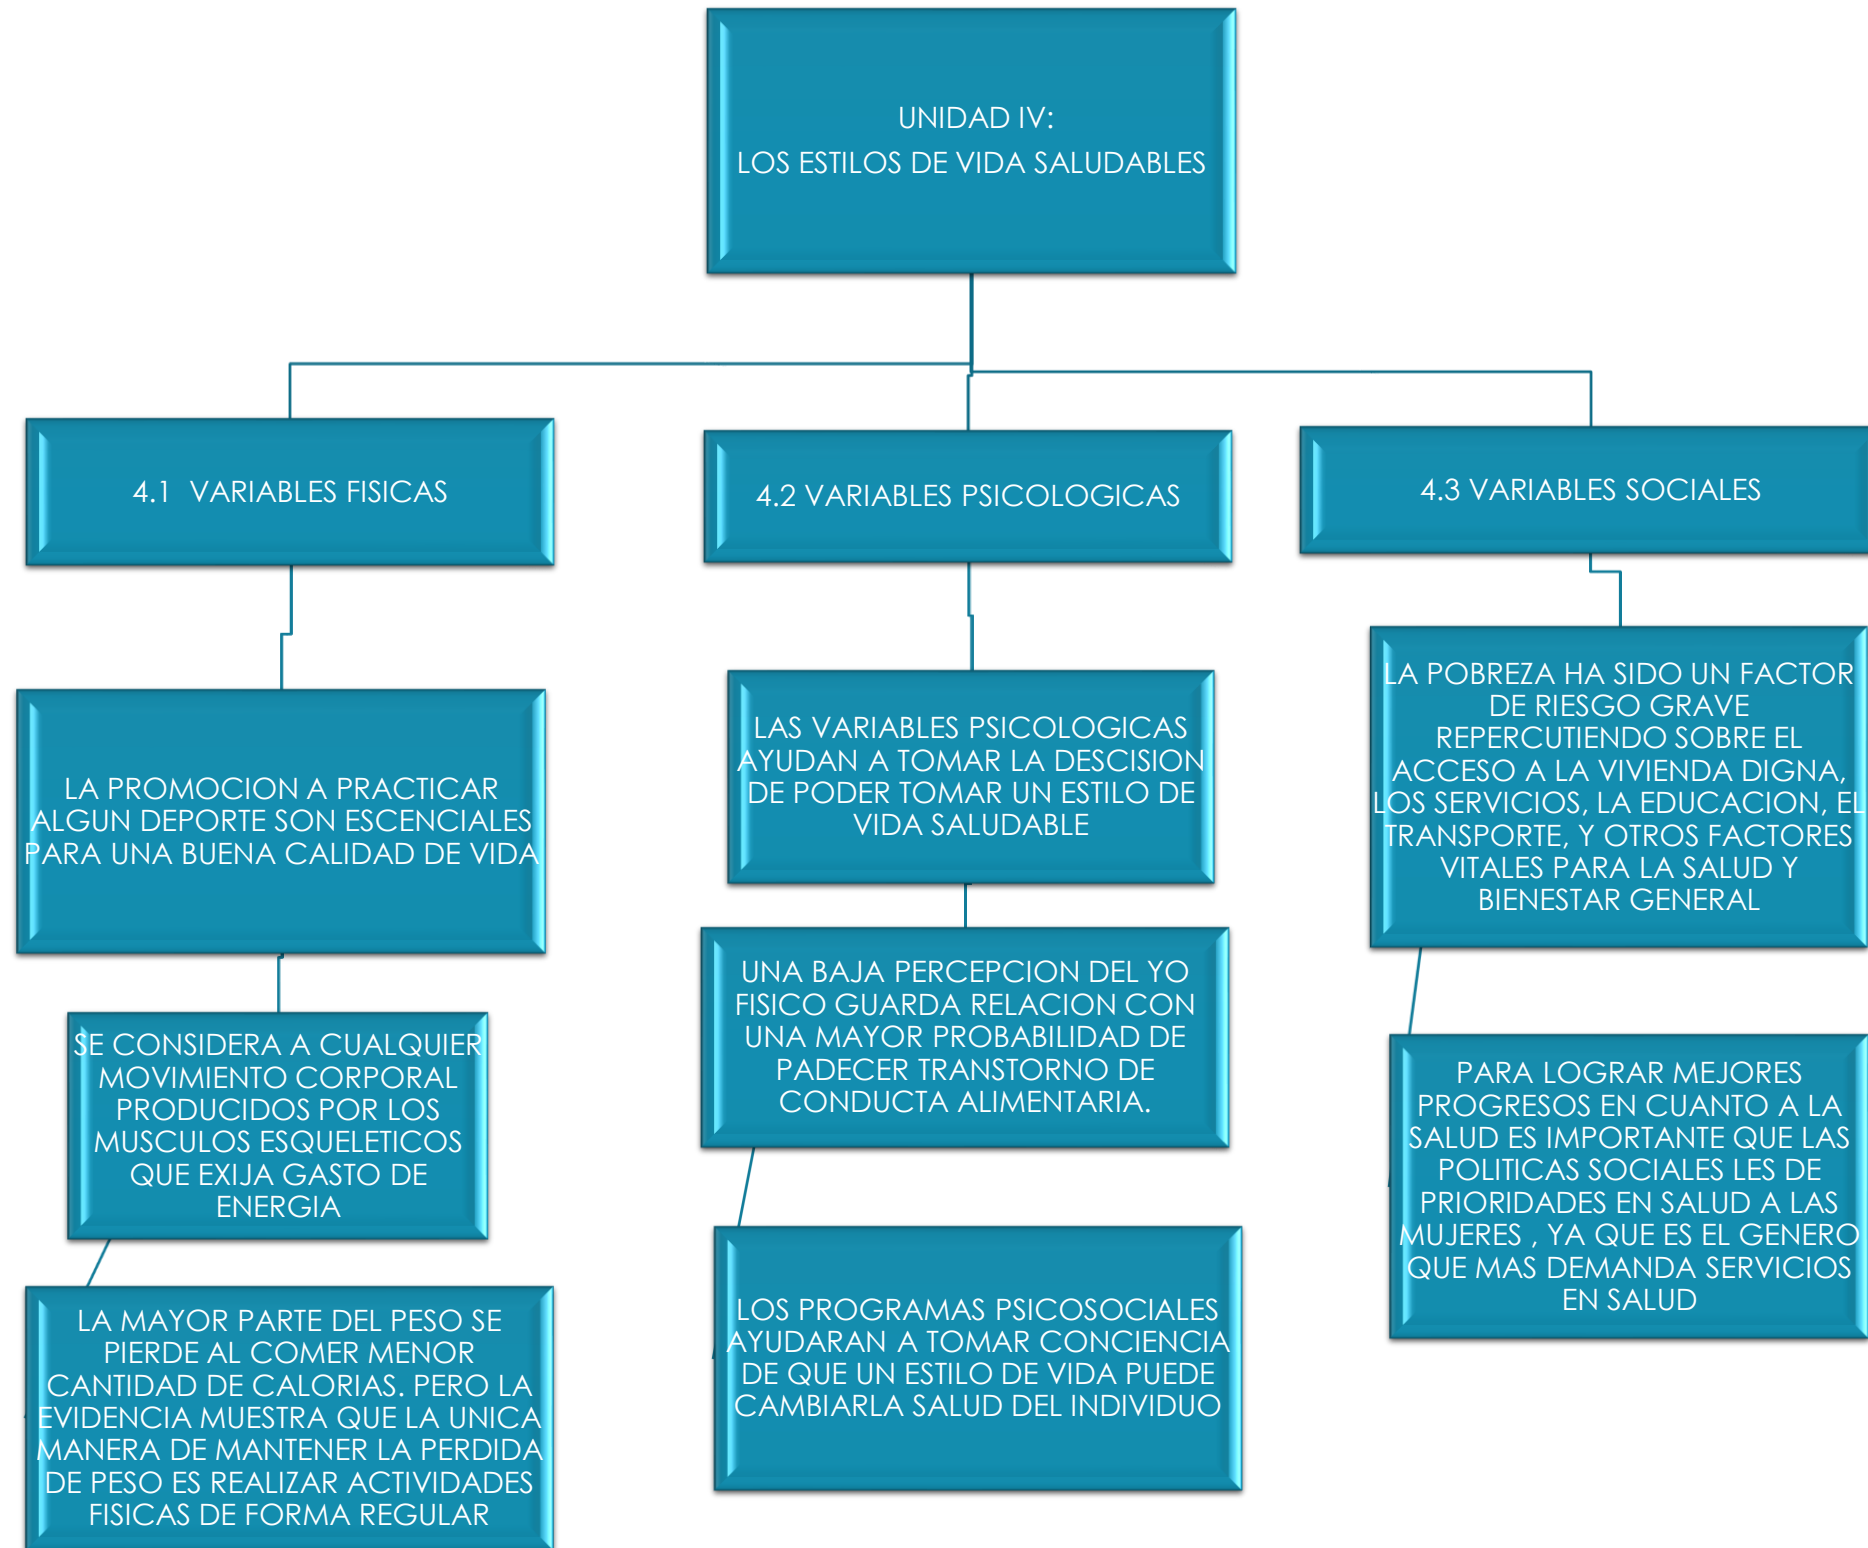 UNIDAD IV:
LOS ESTILOS DE VIDA SALUDABLES
4.1 VARIABLES FISICAS
LA PROMOCION A PRACTICAR
ALGUN DEPORTE SON ESCENCIALES
PARA UNA BUENA CALIDAD DE VIDA
SE CONSIDERA A CUALQUIER
MOVIMIENTO CORPORAL
PRODUCIDOS POR LOS
MUSCULOS ESQUELETICOS
QUE EXIJA GASTO DE
ENERGIA
LA MAYOR PARTE DEL PESO SE
PIERDE AL COMER MENOR
CANTIDAD DE CALORIAS. PERO LA
EVIDENCIA MUESTRA QUE LA UNICA
MANERA DE MANTENER LA PERDIDA
DE PESO ES REALIZAR ACTIVIDADES
FISICAS DE FORMA REGULAR
4.2 VARIABLES PSICOLOGICAS
LAS VARIABLES PSICOLOGICAS
AYUDAN A TOMAR LA DESCISION
DE PODER TOMAR UN ESTILO DE
VIDA SALUDABLE
UNA BAJA PERCEPCION DEL YO
FISICO GUARDA RELACION CON
UNA MAYOR PROBABILIDAD DE
PADECER TRANSTORNO DE
CONDUCTA ALIMENTARIA.
LOS PROGRAMAS PSICOSOCIALES
AYUDARAN A TOMAR CONCIENCIA
DE QUE UN ESTILO DE VIDA PUEDE
CAMBIARLA SALUD DEL INDIVIDUO
4.3 VARIABLES SOCIALES
LA POBREZA HA SIDO UN FACTOR
DE RIESGO GRAVE
REPERCUTIENDO SOBRE EL
ACCESO A LA VIVIENDA DIGNA,
LOS SERVICIOS, LA EDUCACION, EL
TRANSPORTE, Y OTROS FACTORES
VITALES PARA LA SALUD Y
BIENESTAR GENERAL
PARA LOGRAR MEJORES
PROGRESOS EN CUANTO A LA
SALUD ES IMPORTANTE QUE LAS
POLITICAS SOCIALES LES DE
PRIORIDADES EN SALUD A LAS
MUJERES , YA QUE ES EL GENERO
QUE MAS DEMANDA SERVICIOS
EN SALUD